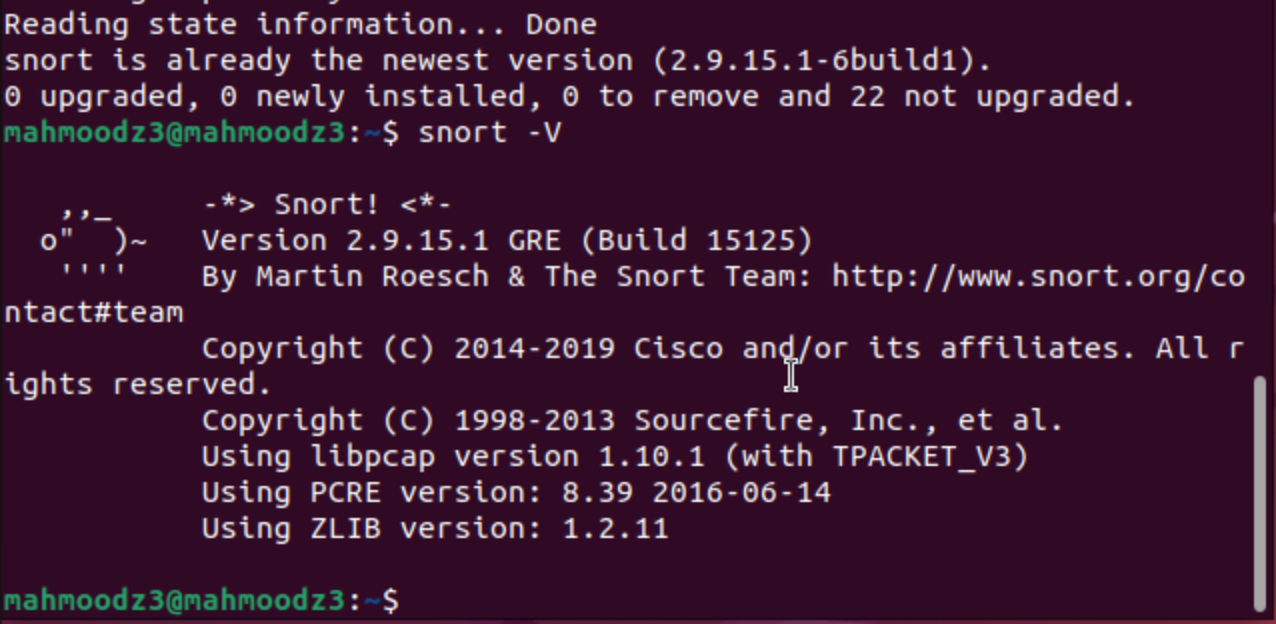 Reading state information... Done
snort is already the newest version (2.9.15.1-6build1).
0 upgraded, 0 newly installed, 0 to remove and 22 not upgraded.
mahmoodz3@mahmoodz3:~$ snort -V
   ,,_     -*> Snort! <*-
  o"  )~   Version 2.9.15.1 GRE (Build 15125)
   ''''    By Martin Roesch & The Snort Team: http://www.snort.org/co
ntact#team
           Copyright (C) 2014-2019 Cisco and/or its affiliates. All r
ights reserved.
           Copyright (C) 1998-2013 Sourcefire, Inc., et al.
           Using libpcap version 1.10.1 (with TPACKET_V3)
           Using PCRE version: 8.39 2016-06-14
           Using ZLIB version: 1.2.11
mahmoodz3@mahmoodz3:~$